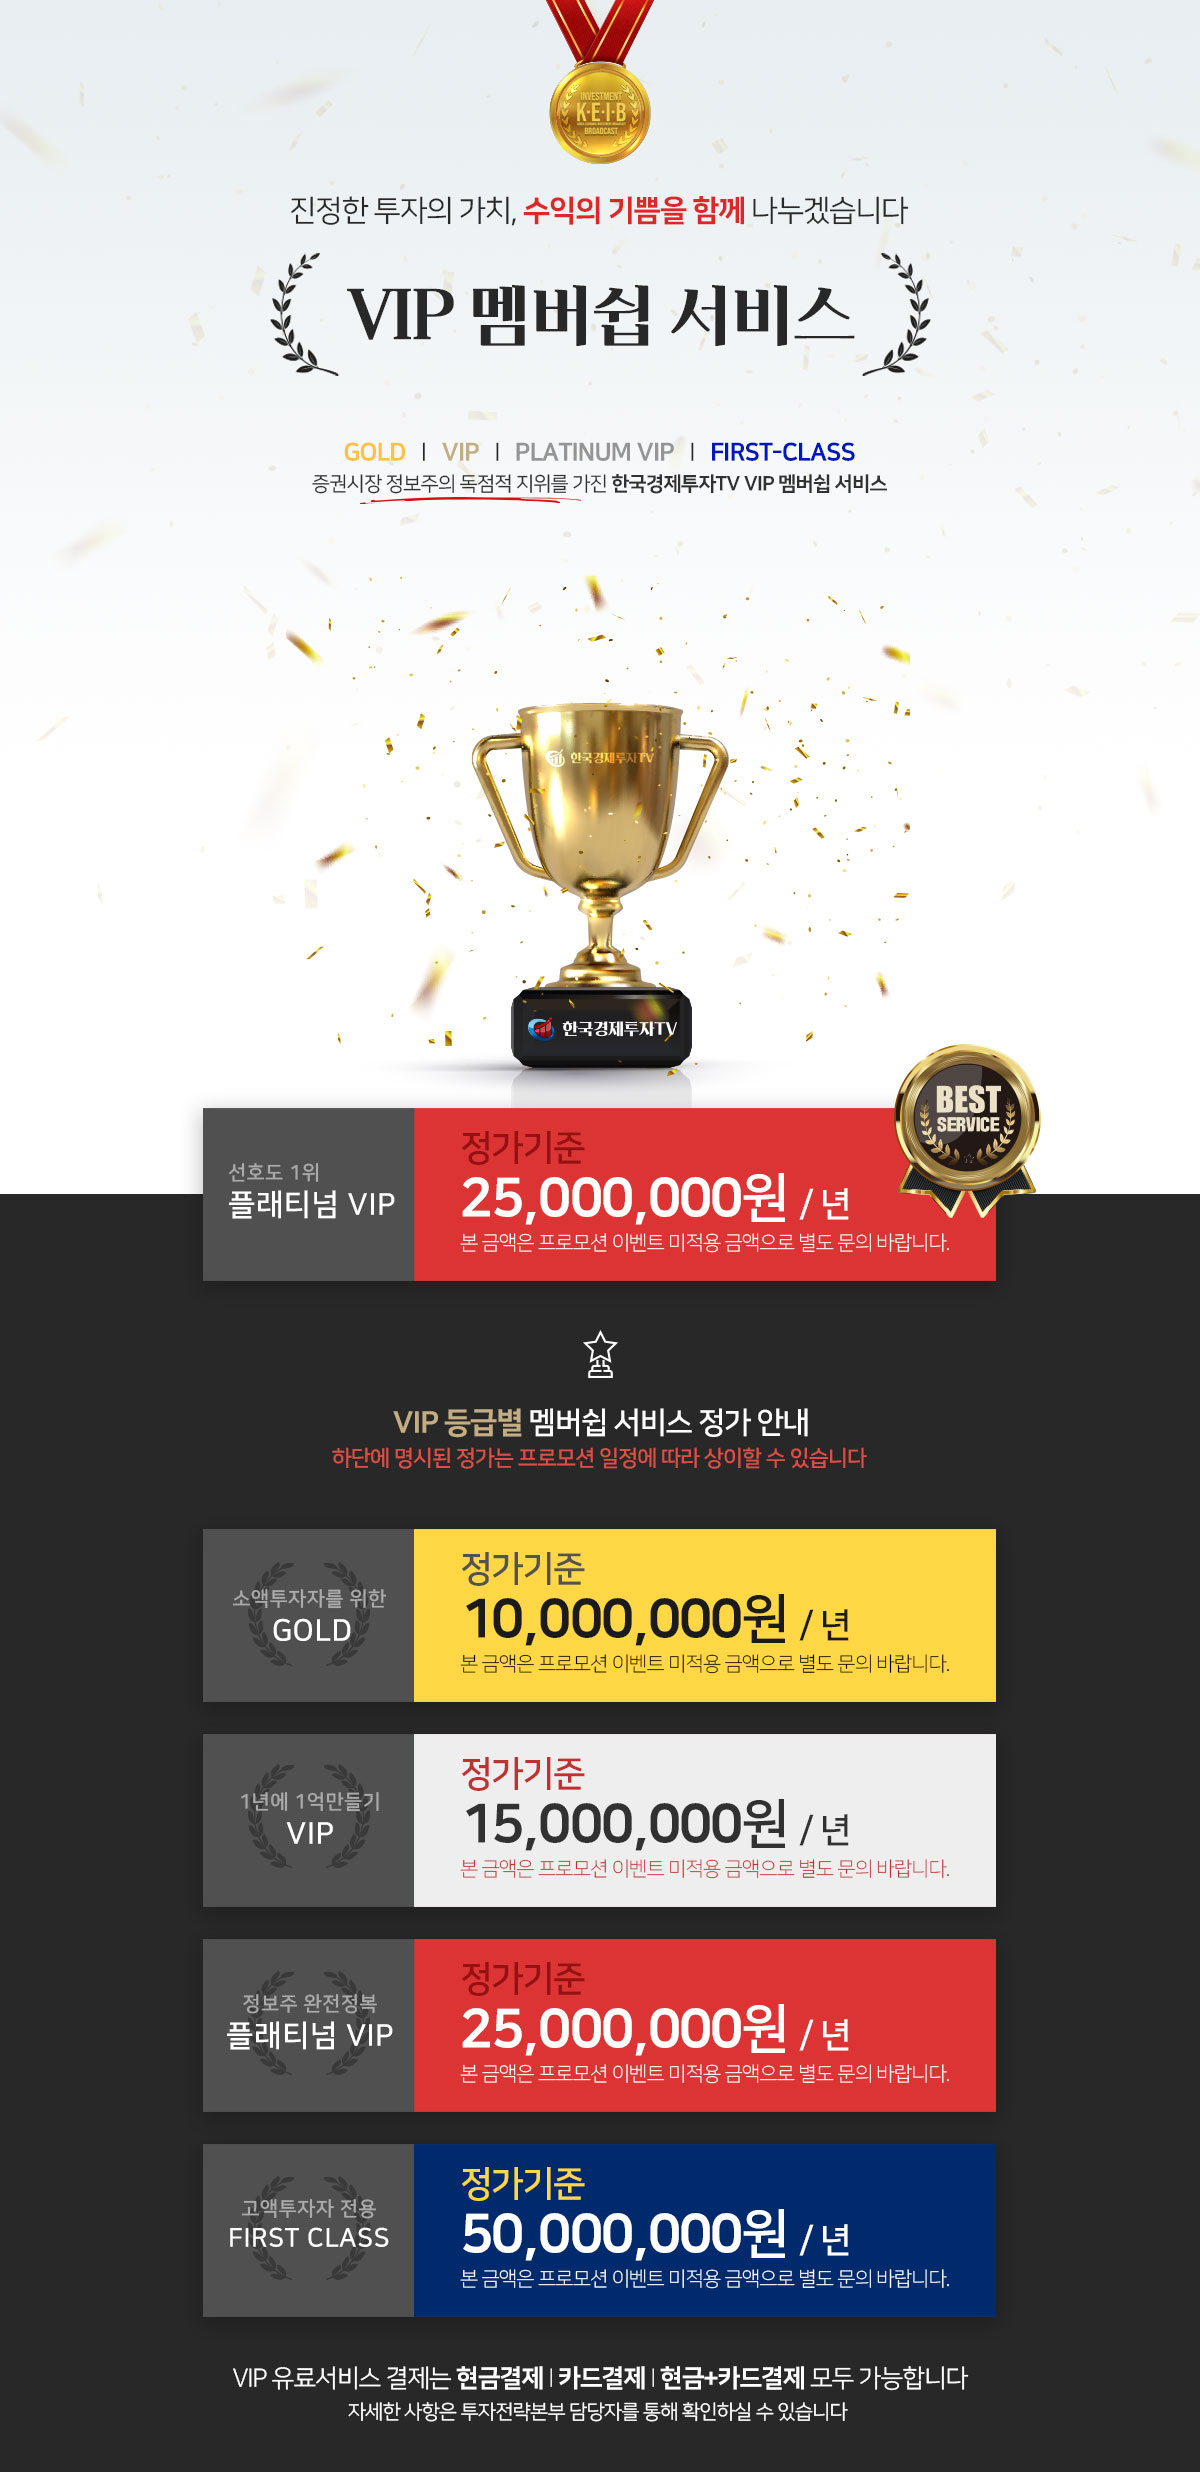 INVESTMENT
K·E·I·B
BROADCAST
진정한 투자의 가치, 수익의 기쁨을 함께 나누겠습니다
VIP 멤버쉽 서비스
GOLD | VIP | PLATINUM VIP | FIRST-CLASS
증권시장 정보주의 독점적 지위를 가진 한국경제투자TV VIP 멤버쉽 서비스
한국경제투자TV
한국경제투자TV
BEST
SERVICE
선호도 1위
플래티넘 VIP
정가기준
25,000,000원 / 년
본 금액은 프로모션 이벤트 미적용 금액으로 별도 문의 바랍니다.
VIP 등급별 멤버쉽 서비스 정가 안내
하단에 명시된 정가는 프로모션 일정에 따라 상이할 수 있습니다
소액투자자를 위한
GOLD
정가기준
10,000,000원 / 년
본 금액은 프로모션 이벤트 미적용 금액으로 별도 문의 바랍니다.
1년에 1억만들기
VIP
정가기준
15,000,000원 / 년
본 금액은 프로모션 이벤트 미적용 금액으로 별도 문의 바랍니다.
정보주 완전정복
플래티넘 VIP
정가기준
25,000,000원 / 년
본 금액은 프로모션 이벤트 미적용 금액으로 별도 문의 바랍니다.
고액투자자 전용
FIRST CLASS
정가기준
50,000,000원 / 년
본 금액은 프로모션 이벤트 미적용 금액으로 별도 문의 바랍니다.
VIP 유료서비스 결제는 현금결제 | 카드결제 | 현금+카드결제 모두 가능합니다
자세한 사항은 투자전략본부 담당자를 통해 확인하실 수 있습니다